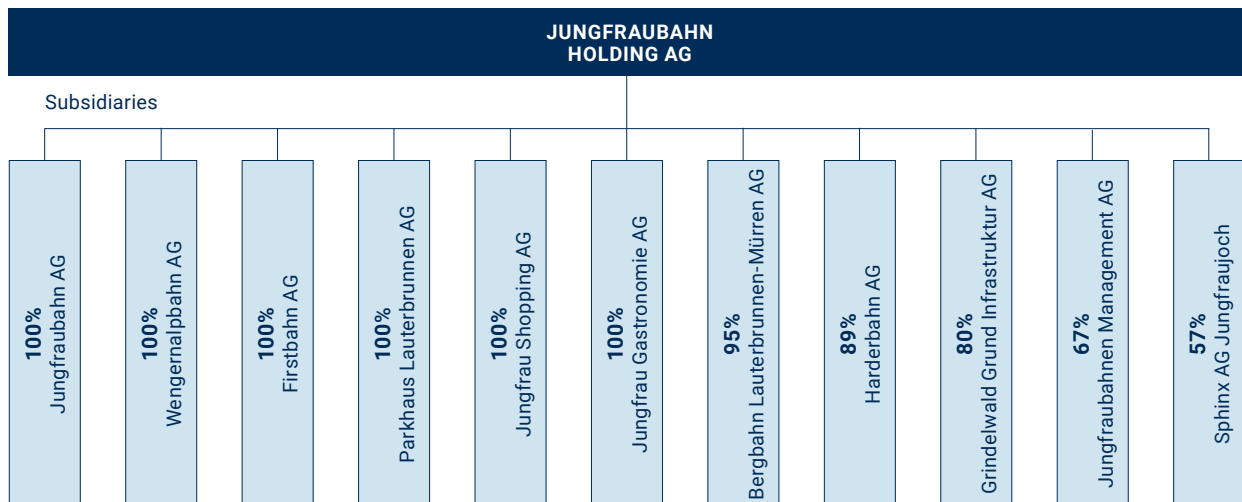 JUNGFRAUBAHN
HOLDING AG
Subsidiaries
100%
Jungfraubahn AG
100%
Wengernalpbahn AG
100%
Firstbahn AG
100%
Parkhaus Lauterbrunnen AG
100%
Jungfrau Shopping AG
100%
Jungfrau Gastronomie AG
95%
Bergbahn Lauterbrunnen-Mürren AG
89%
Harderbahn AG
80%
Grindelwald Grund Infrastruktur AG
67%
Jungfraubahnen Management AG
57%
Sphinx AG Jungfraujoch